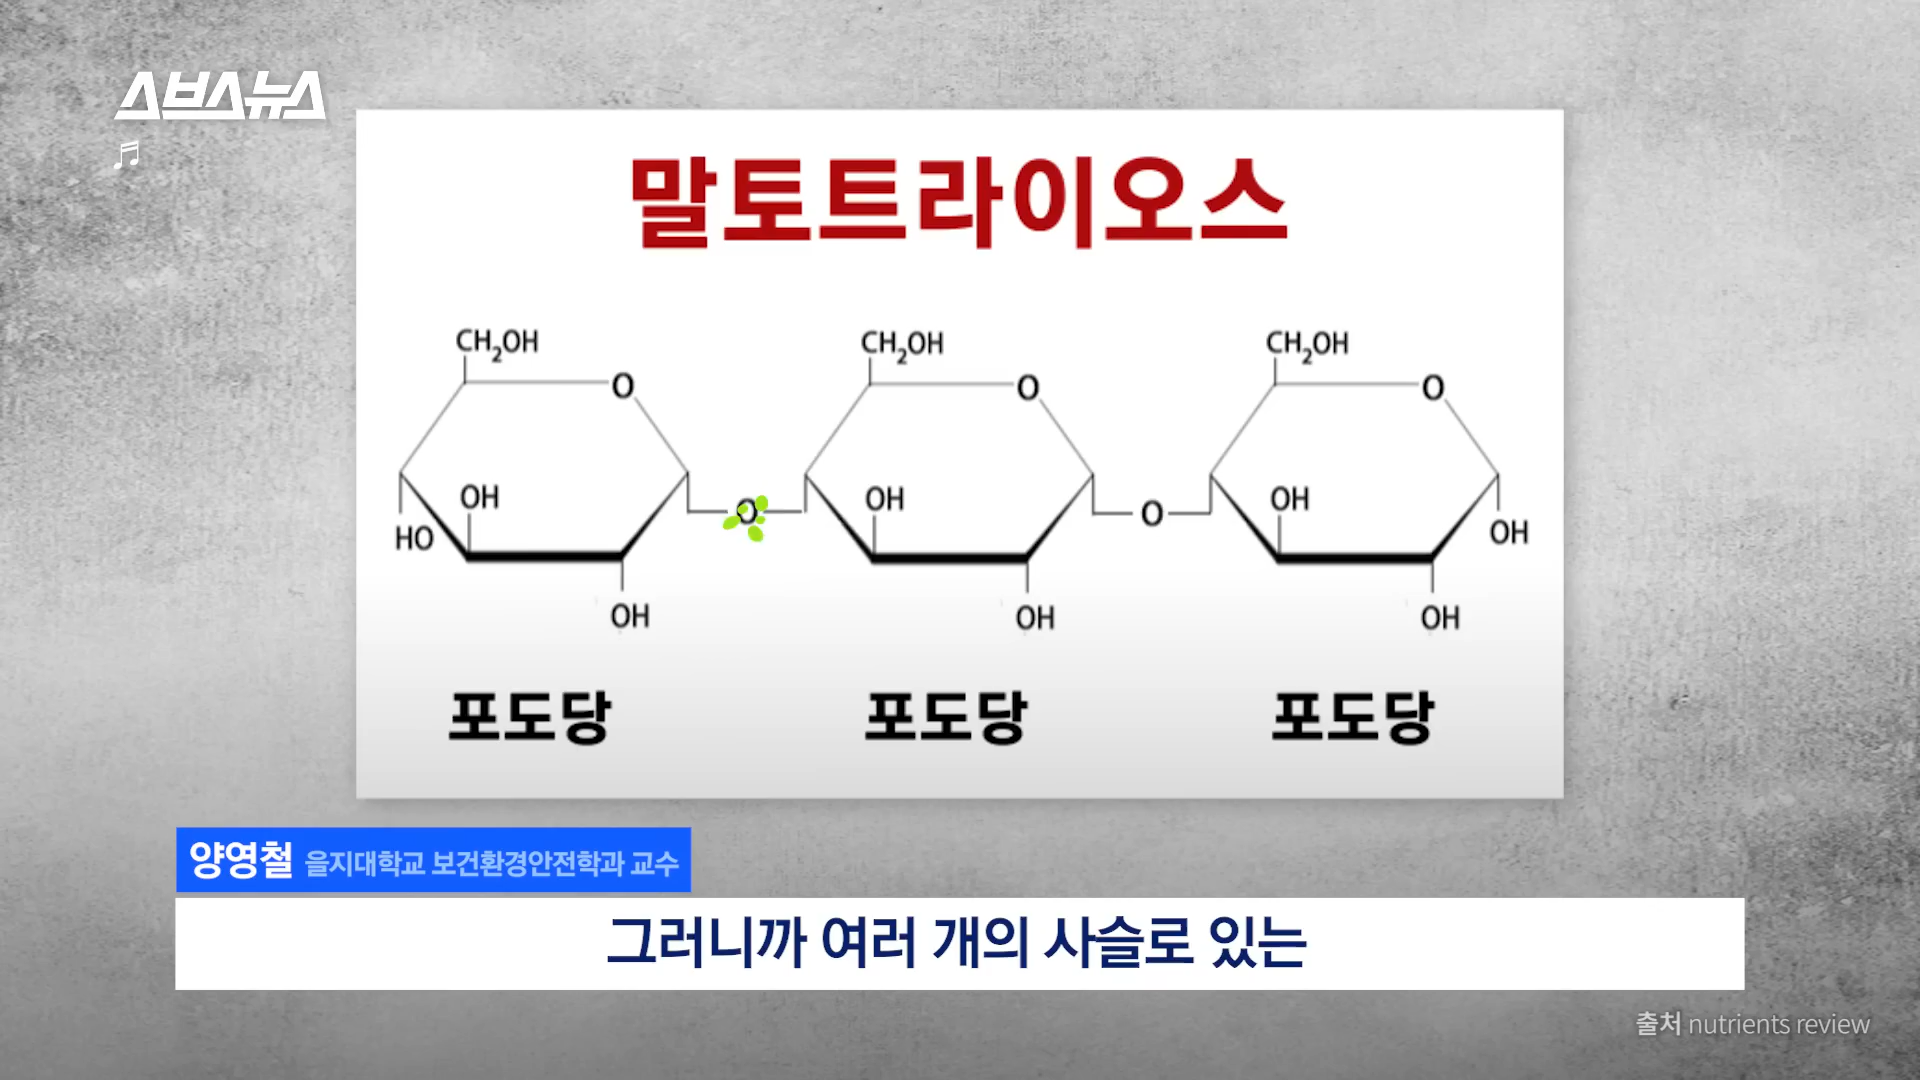 스브스뉴스
말토트라이오스
CH₂OH CH₂OH CH₂OH
O O O
OH OH OH
HO O O OH
OH OH OH
포도당 포도당 포도당
양영철 을지대학교 보건환경안전학과 교수
그러니까 여러 개의 사슬로 있는
출처 nutrients review